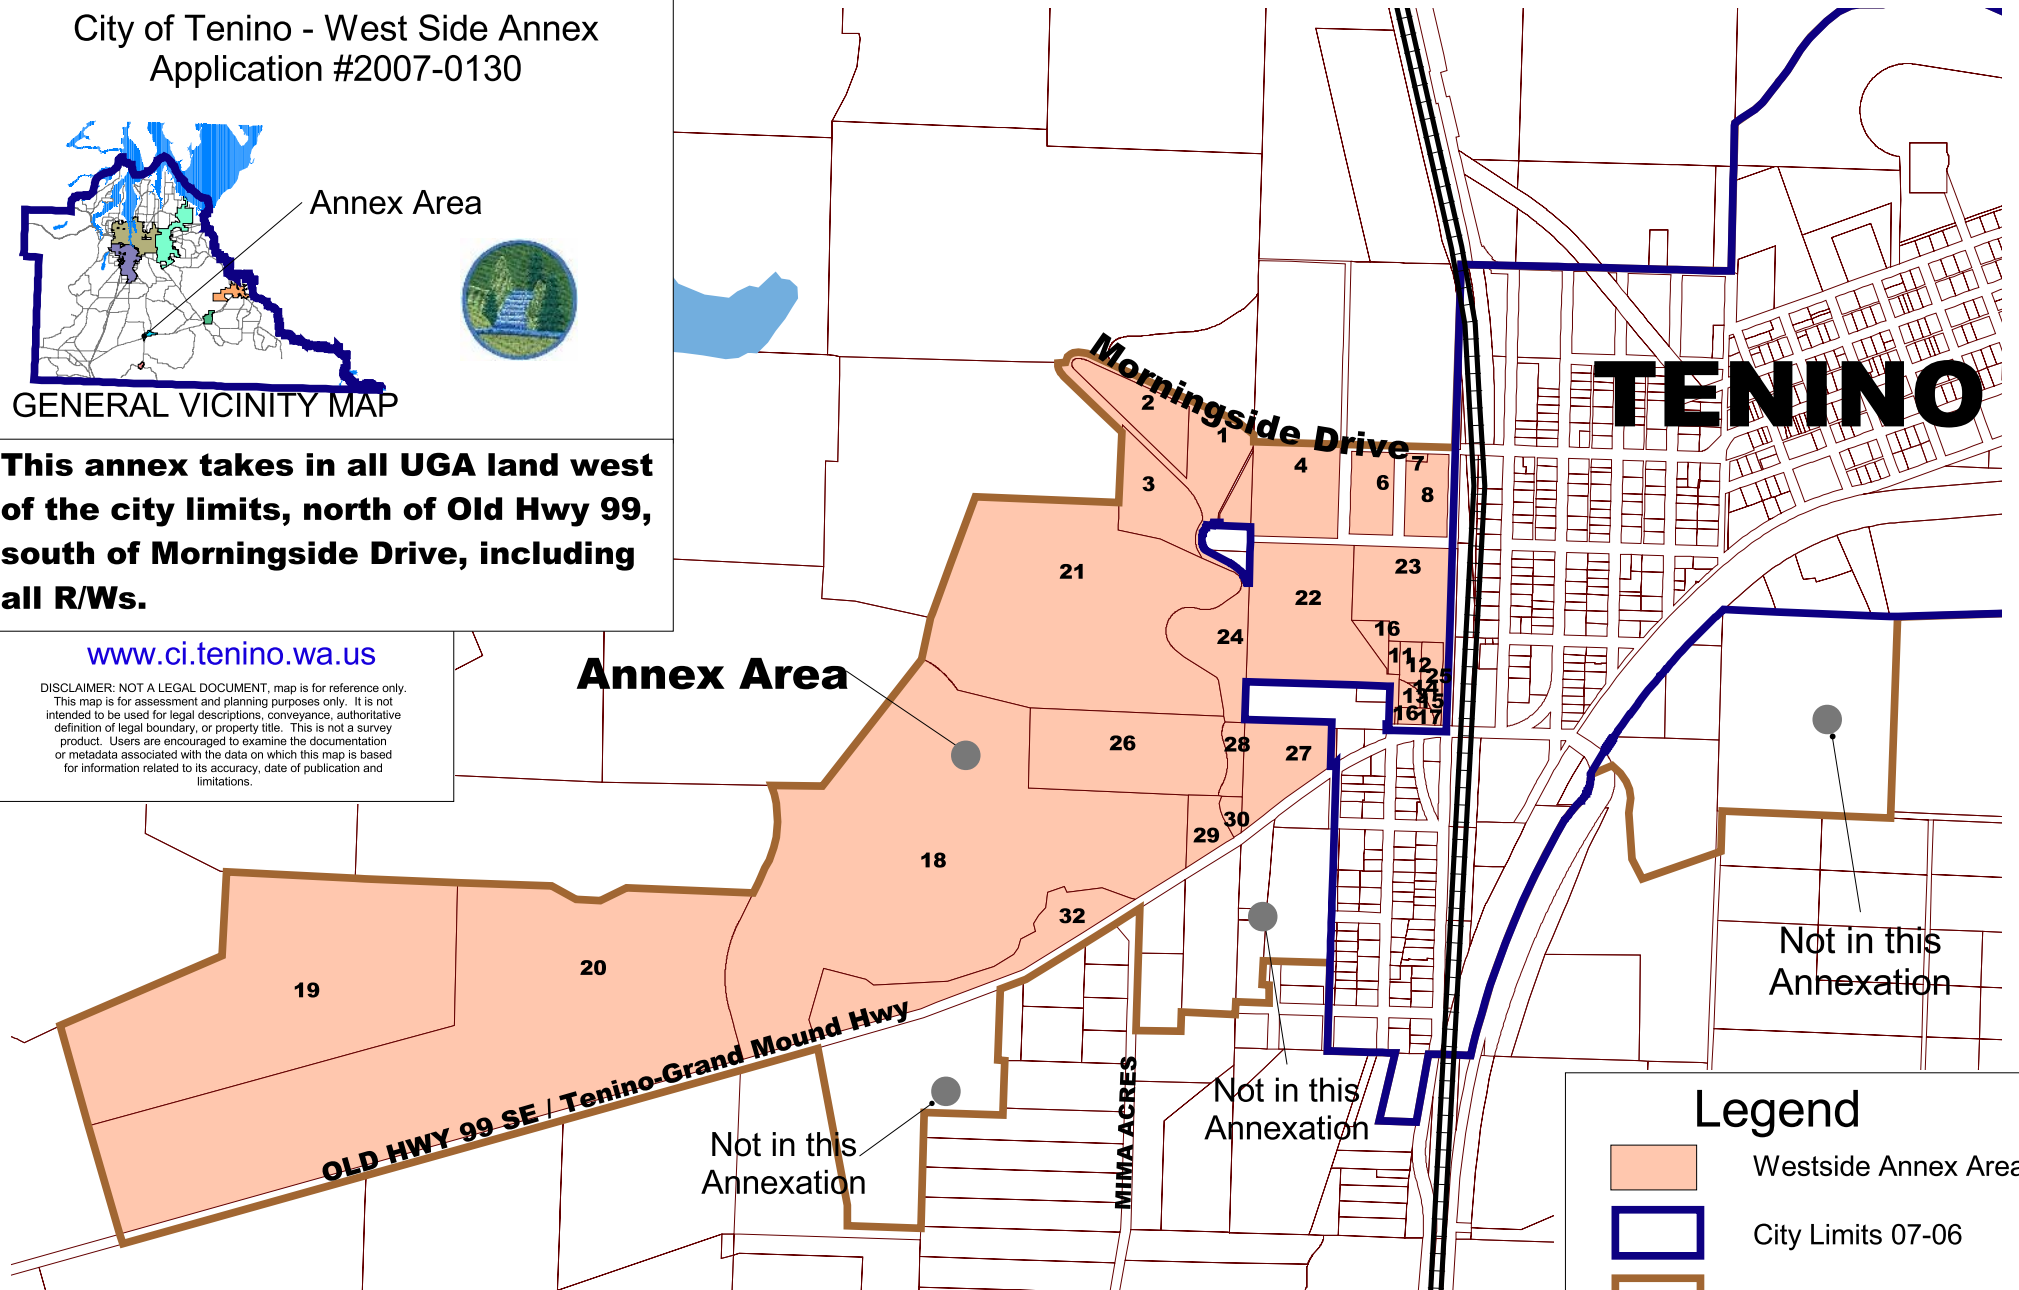 City of Tenino - West Side Annex
Application #2007-0130
Annex Area
GENERAL VICINITY MAP
This annex takes in all UGA land west
of the city limits, north of Old Hwy 99,
south of Morningside Drive, including
all R/Ws.
www.ci.tenino.wa.us
DISCLAIMER: NOT A LEGAL DOCUMENT, map is for reference only.
This map is for assessment and planning purposes only. It is not
intended to be used for legal descriptions, conveyance, authoritative
definition of legal boundary, or property title. This is not a survey
product. Users are encouraged to examine the documentation
or metadata associated with the data on which this map is based
for information related to its accuracy, date of publication and
limitations.
Morningside Drive
TENINO
2
1
3
4
6
7
8
21
22
23
24
16
11
12
25
14
13
15
16
17
Annex Area
26
28
27
29
30
18
32
19
20
OLD HWY 99 SE / Tenino-Grand Mound Hwy
MIMA ACRES
Not in this
Annexation
Not in this
Annexation
Not in this
Annexation
Legend
Westside Annex Area
City Limits 07-06